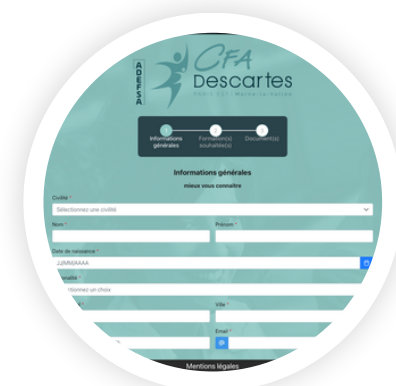 ADEFSA
CFA
Descartes
1 2 3
Informations générales
Formation(s) souhaitée(s)
Document(s)
Informations générales
mieux vous connaitre
Civilité *
Sélectionnez une civilité
Nom * Prénom *
Date de naissance *
JJ/MM/AAAA
Ville *
Email *
@
Mentions légales